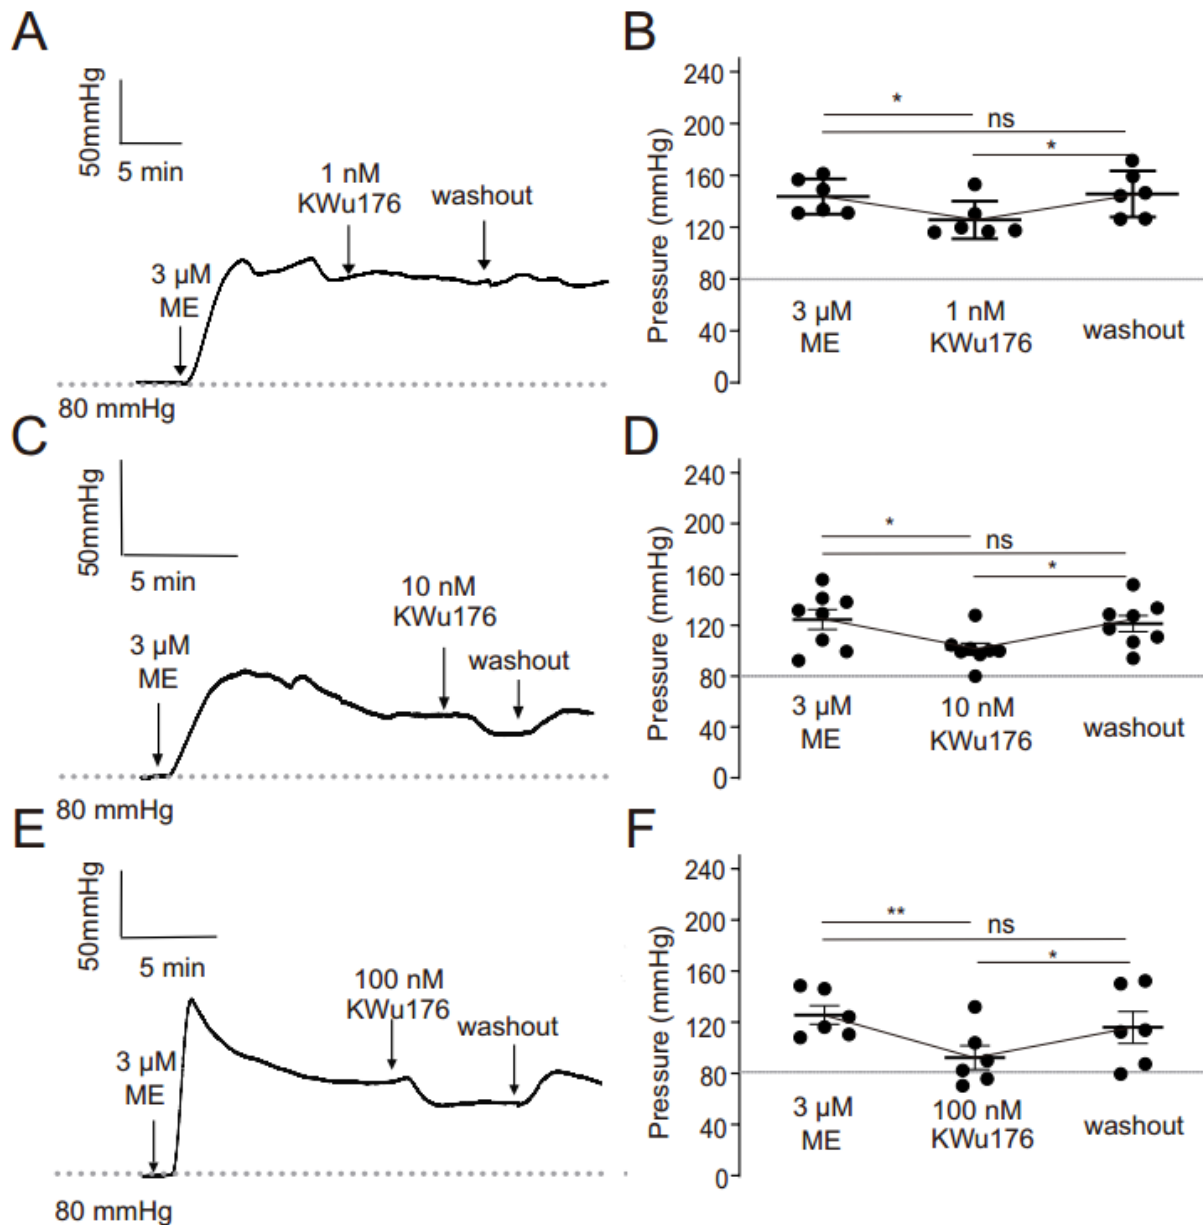 A
50mmHg
5 min
3 µM
ME
1 nM
KWu176
washout
80 mmHg
B
Pressure (mmHg)
240
200
160
120
80
40
0
*
ns
*
3 µM
ME
1 nM
KWu176
washout
C
50mmHg
5 min
3 µM
ME
10 nM
KWu176
washout
80 mmHg
D
Pressure (mmHg)
240
200
160
120
80
40
0
*
ns
*
3 µM
ME
10 nM
KWu176
washout
E
50mmHg
5 min
3 µM
ME
100 nM
KWu176
washout
80 mmHg
F
Pressure (mmHg)
240
200
160
120
80
40
0
**
ns
*
3 µM
ME
100 nM
KWu176
washout